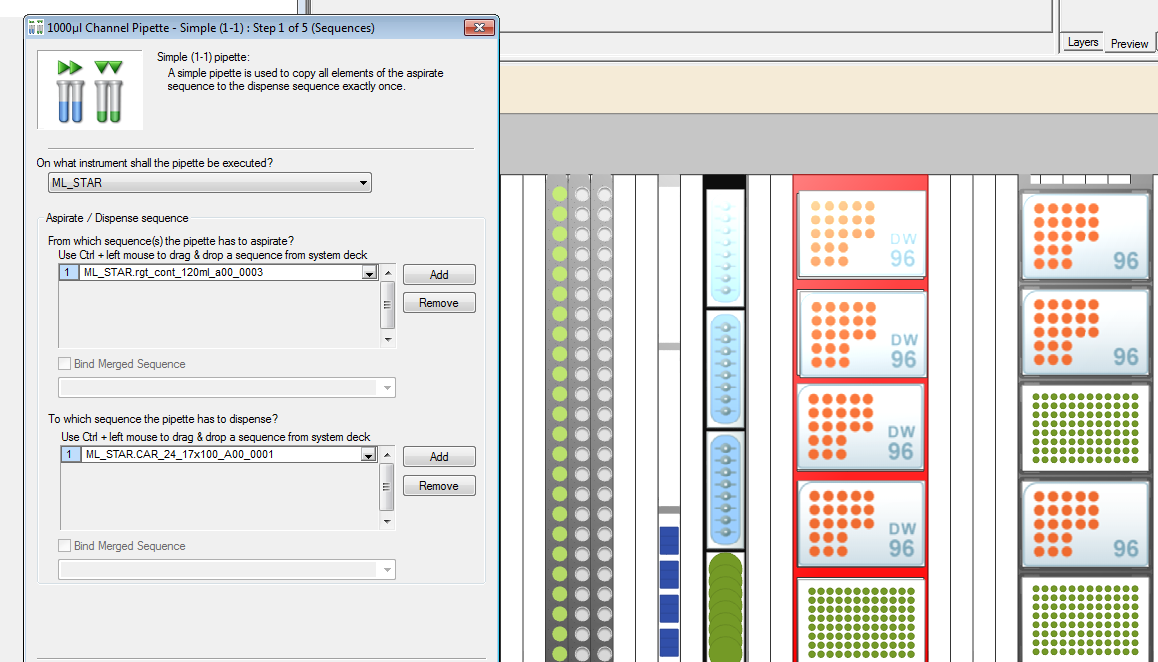 1000µl Channel Pipette - Simple (1-1) : Step 1 of 5 (Sequences)
Simple (1-1) pipette:
A simple pipette is used to copy all elements of the aspirate
sequence to the dispense sequence exactly once.
On what instrument shall the pipette be executed?
ML_STAR
Aspirate / Dispense sequence
From which sequence(s) the pipette has to aspirate?
Use Ctrl + left mouse to drag & drop a sequence from system deck
1 ML_STAR.rgt_cont_120ml_a00_0003
Add
Remove
Bind Merged Sequence
To which sequence the pipette has to dispense?
Use Ctrl + left mouse to drag & drop a sequence from system deck
1 ML_STAR.CAR_24_17x100_A00_0001
Add
Remove
Bind Merged Sequence
Layers Preview
DW
96
DW
96
DW
96
DW
96
96
96
96